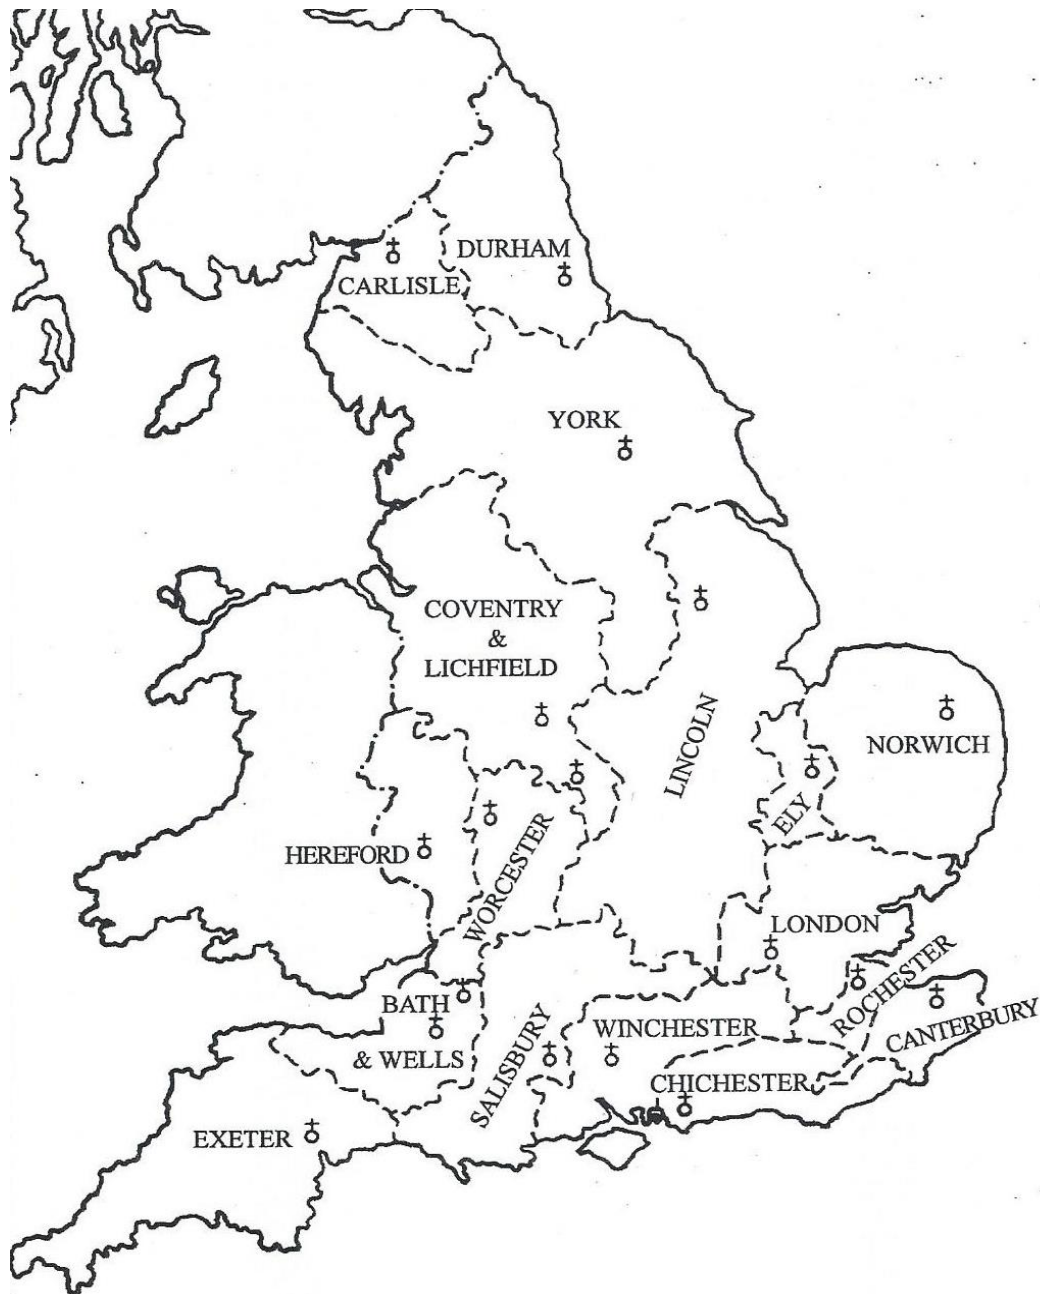 DURHAM
CARLISLE
YORK
COVENTRY
&
LICHFIELD
LINCOLN
NORWICH
ELY
HEREFORD
WORCESTER
LONDON
ROCHESTER
BATH
& WELLS
SALISBURY
WINCHESTER
CANTERBURY
CHICHESTER
EXETER